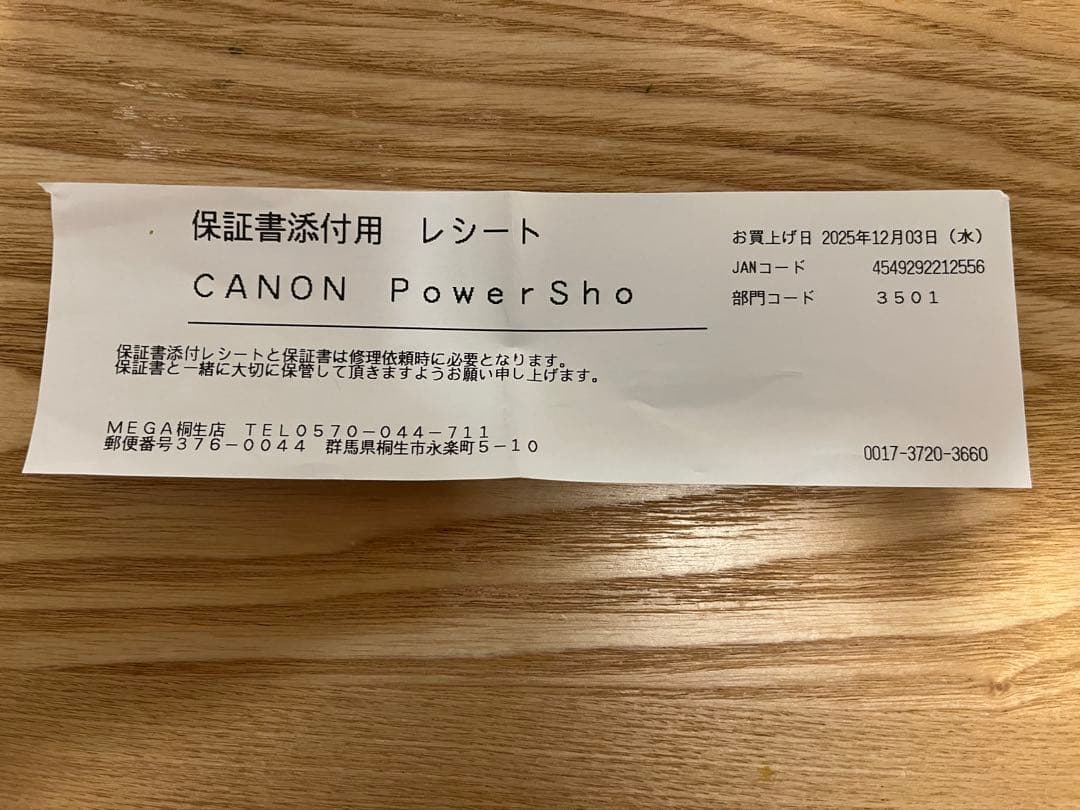 保証書添付用 レシート
CANON PowerSho
お買上げ日 2025年12月03日(水)
JANコード 4549292212556
部門コード 3501
保証書添付レシートと保証書は修理依頼時に必要となります。
保証書と一緒に大切に保管して頂きますようお願い申し上げます。
MEGA桐生店 TEL0570-044-711
郵便番号376-0044 群馬県桐生市永楽町5-10
0017-3720-3660